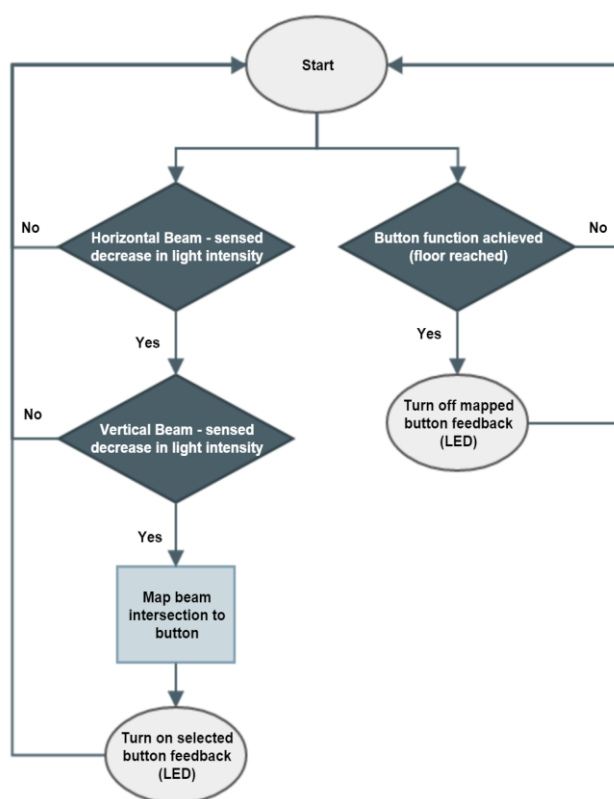 Start
No
Horizontal Beam - sensed
decrease in light intensity
Button function achieved
(floor reached)
No
Yes
Yes
No
Vertical Beam - sensed
decrease in light intensity
Turn off mapped
button feedback
(LED)
Yes
Map beam
intersection to
button
Turn on selected
button feedback
(LED)